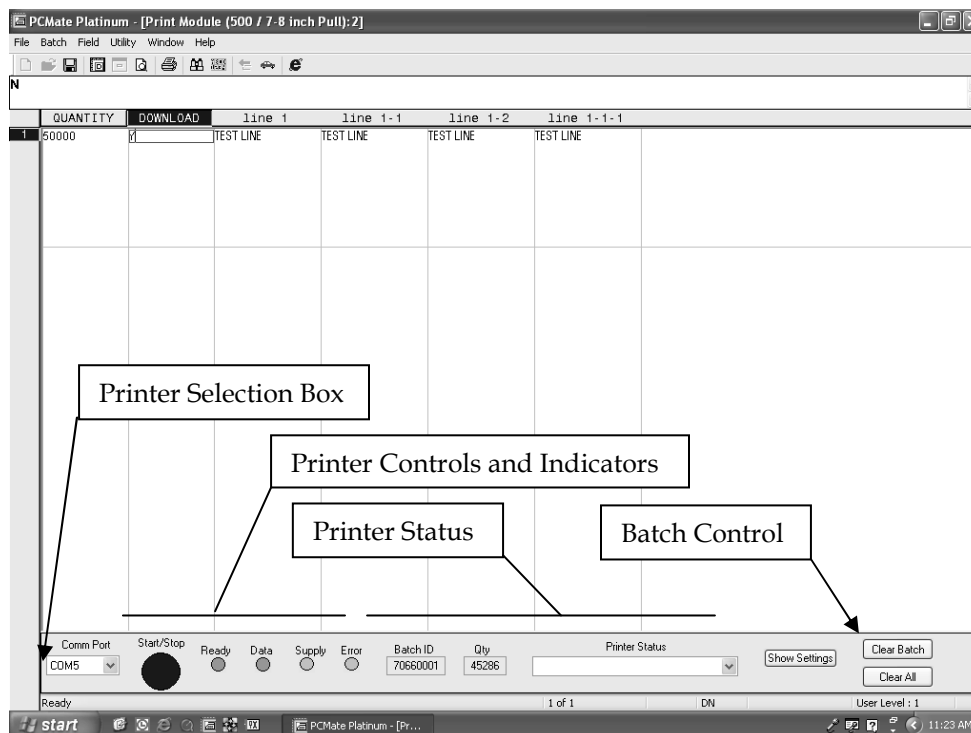 PCMate Platinum - [Print Module (500 / 7-8 inch Pull):2]
File Batch Field Utility Window Help
N
QUANTITY DOWNLOAD line 1 line 1-1 line 1-2 line 1-1-1
1 50000 Y TEST LINE TEST LINE TEST LINE TEST LINE
Printer Selection Box
Printer Controls and Indicators
Printer Status
Batch Control
Comm Port Start/Stop Ready Data Supply Error Batch ID Qty Printer Status
COM5 70660001 45286 Show Settings Clear Batch
Clear All
Ready 1 of 1 DN User Level : 1
start PCMate Platinum - [Pr... 11:23 AM